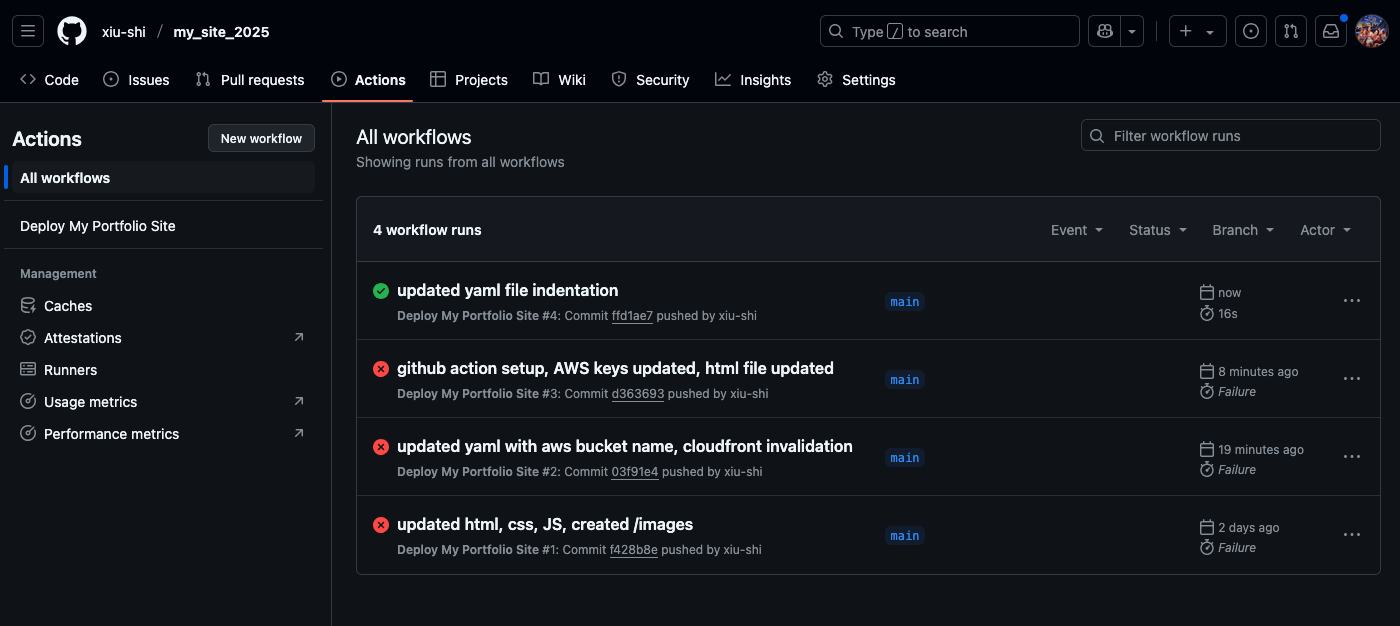 xiu-shi / my_site_2025
Type / to search
Code Issues Pull requests Actions Projects Wiki Security Insights Settings
Actions
New workflow
All workflows
Deploy My Portfolio Site
Management
Caches
Attestations
Runners
Usage metrics
Performance metrics
All workflows
Showing runs from all workflows
Filter workflow runs
4 workflow runs
Event Status Branch Actor
updated yaml file indentation
Deploy My Portfolio Site #4: Commit ffd1ae7 pushed by xiu-shi
main
now
16s
github action setup, AWS keys updated, html file updated
Deploy My Portfolio Site #3: Commit d363693 pushed by xiu-shi
main
8 minutes ago
Failure
updated yaml with aws bucket name, cloudfront invalidation
Deploy My Portfolio Site #2: Commit 03f91e4 pushed by xiu-shi
main
19 minutes ago
Failure
updated html, css, JS, created /images
Deploy My Portfolio Site #1: Commit f428b8e pushed by xiu-shi
main
2 days ago
Failure